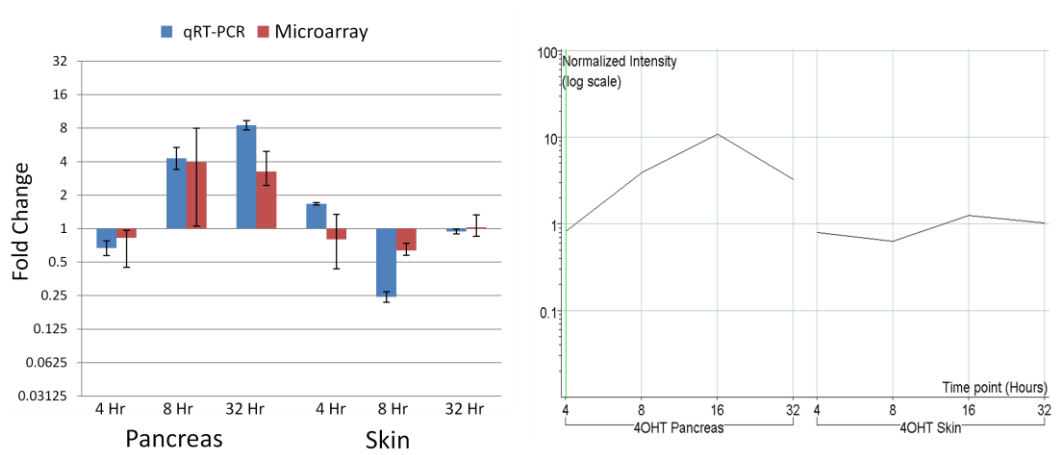 qRT-PCR Microarray
Fold Change
32
16
8
4
2
1
0.5
0.25
0.125
0.0625
0.03125
4 Hr 8 Hr 32 Hr 4 Hr 8 Hr 32 Hr
Pancreas Skin
Normalized Intensity
(log scale)
100
10
1
0.1
Time point (Hours)
4 8 16 32 4 8 16 32
4OHT Pancreas 4OHT Skin